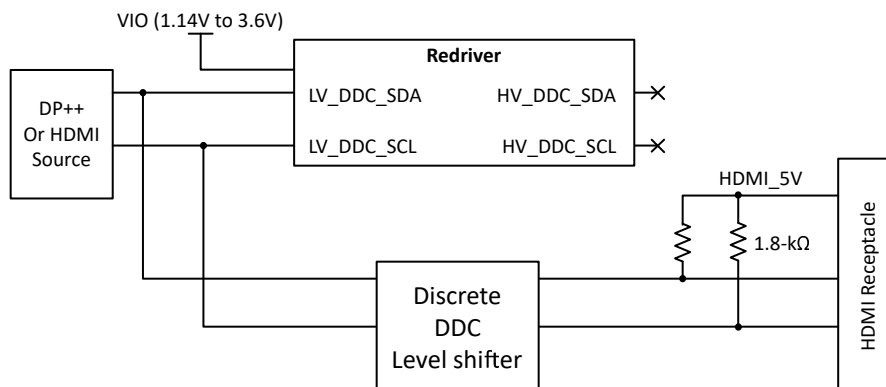 VIO (1.14V to 3.6V)
Redriver
LV_DDC_SDA
HV_DDC_SDA
DP++
Or HDMI
Source
LV_DDC_SCL
HV_DDC_SCL
HDMI_5V
1.8-kΩ
HDMI Receptacle
Discrete
DDC
Level shifter